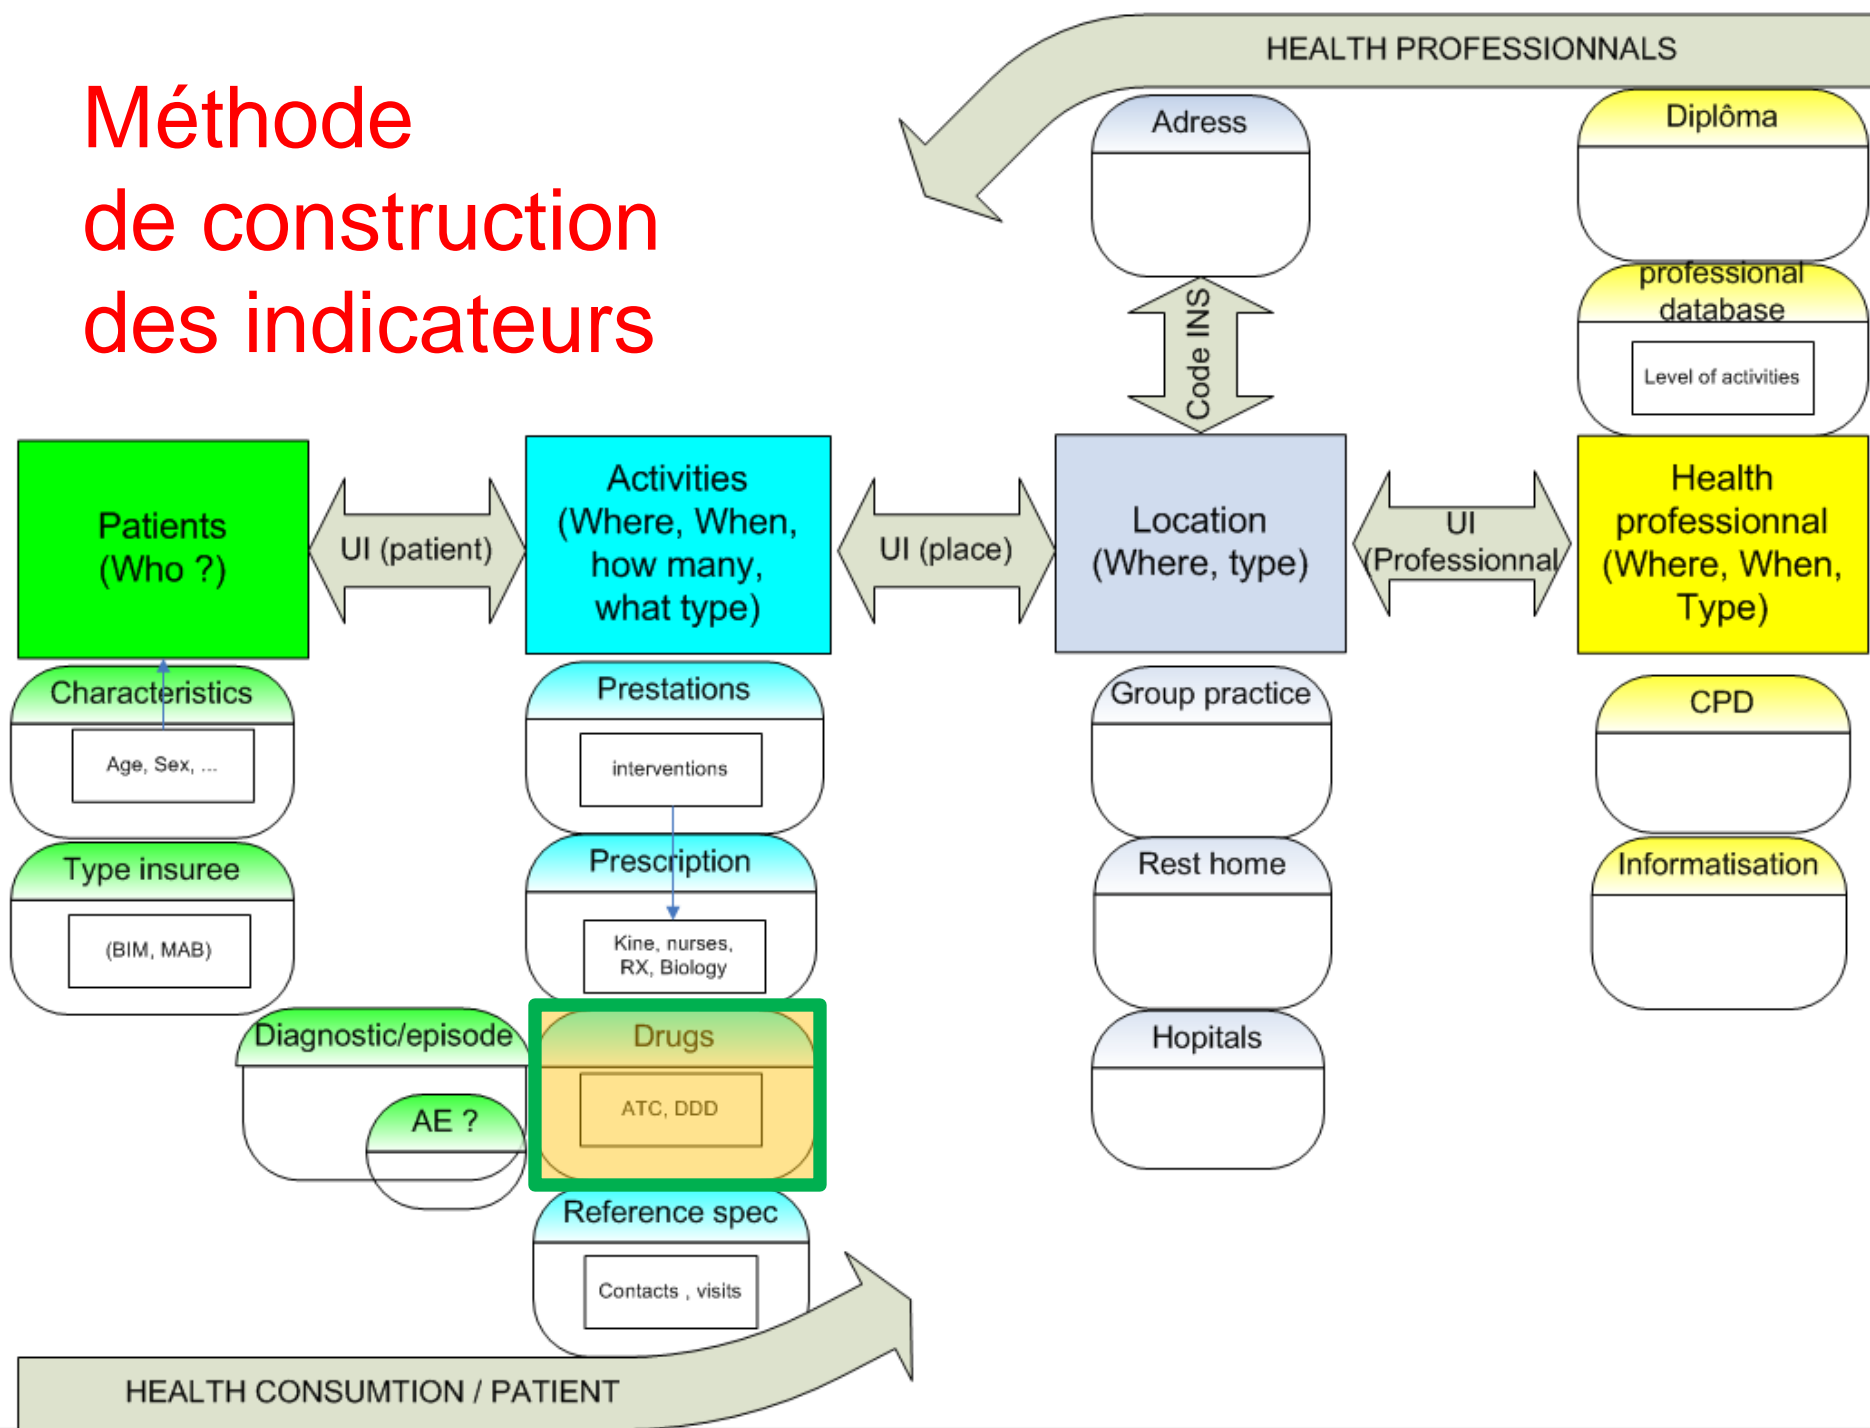 Méthode
de construction
des indicateurs
HEALTH PROFESSIONNALS
Adress
Diplôma
professional
database
Level of activities
Code INS
Patients
(Who ?)
UI (patient)
Activities
(Where, When,
how many,
what type)
UI (place)
Location
(Where, type)
UI
(Professionnal
Health
professionnal
(Where, When,
Type)
Characteristics
Age, Sex, ...
Type insuree
(BIM, MAB)
Diagnostic/episode
AE ?
Prestations
interventions
Prescription
Kine, nurses,
RX, Biology
Drugs
ATC, DDD
Reference spec
Contacts , visits
Group practice
Rest home
Hopitals
CPD
Informatisation
HEALTH CONSUMTION / PATIENT